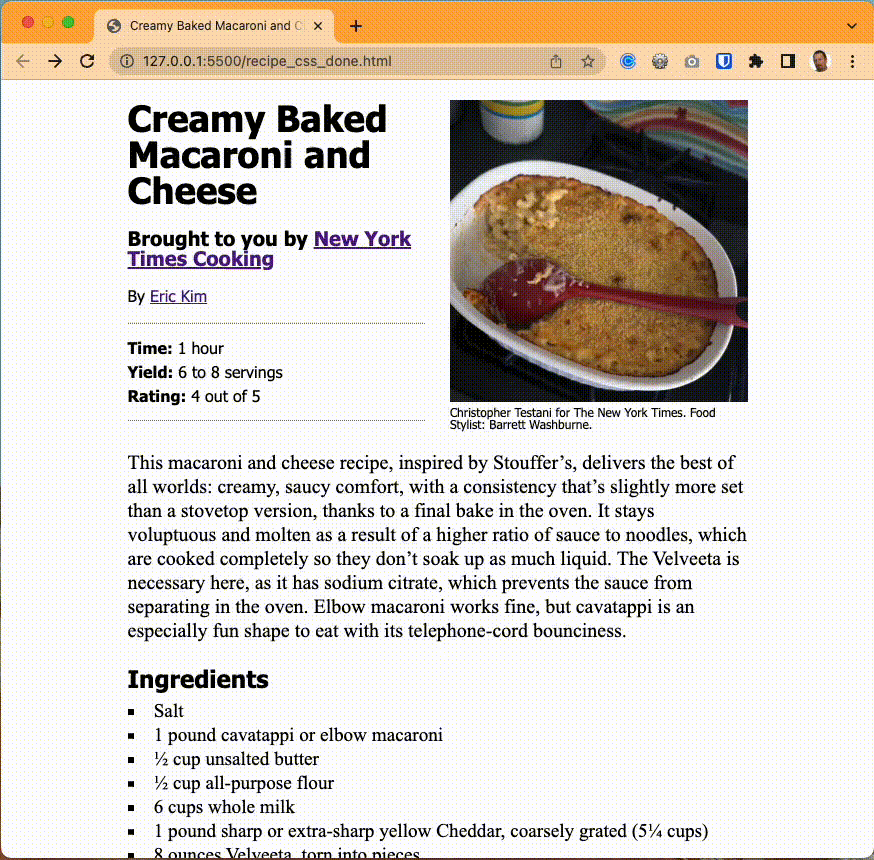 Creamy Baked Macaroni and C
127.0.0.1:5500/recipe_css_done.html
Creamy Baked
Macaroni and
Cheese
Brought to you by New York
Times Cooking
By Eric Kim
Time: 1 hour
Yield: 6 to 8 servings
Rating: 4 out of 5
Christopher Testani for The New York Times. Food
Stylist: Barrett Washburne.
This macaroni and cheese recipe, inspired by Stouffer’s, delivers the best of
all worlds: creamy, saucy comfort, with a consistency that’s slightly more set
than a stovetop version, thanks to a final bake in the oven. It stays
voluptuous and molten as a result of a higher ratio of sauce to noodles, which
are cooked completely so they don’t soak up as much liquid. The Velveeta is
necessary here, as it has sodium citrate, which prevents the sauce from
separating in the oven. Elbow macaroni works fine, but cavatappi is an
especially fun shape to eat with its telephone-cord bounciness.
Ingredients
Salt
1 pound cavatappi or elbow macaroni
½ cup unsalted butter
½ cup all-purpose flour
6 cups whole milk
1 pound sharp or extra-sharp yellow Cheddar, coarsely grated (5¼ cups)
8 ounces Velveeta, torn into pieces